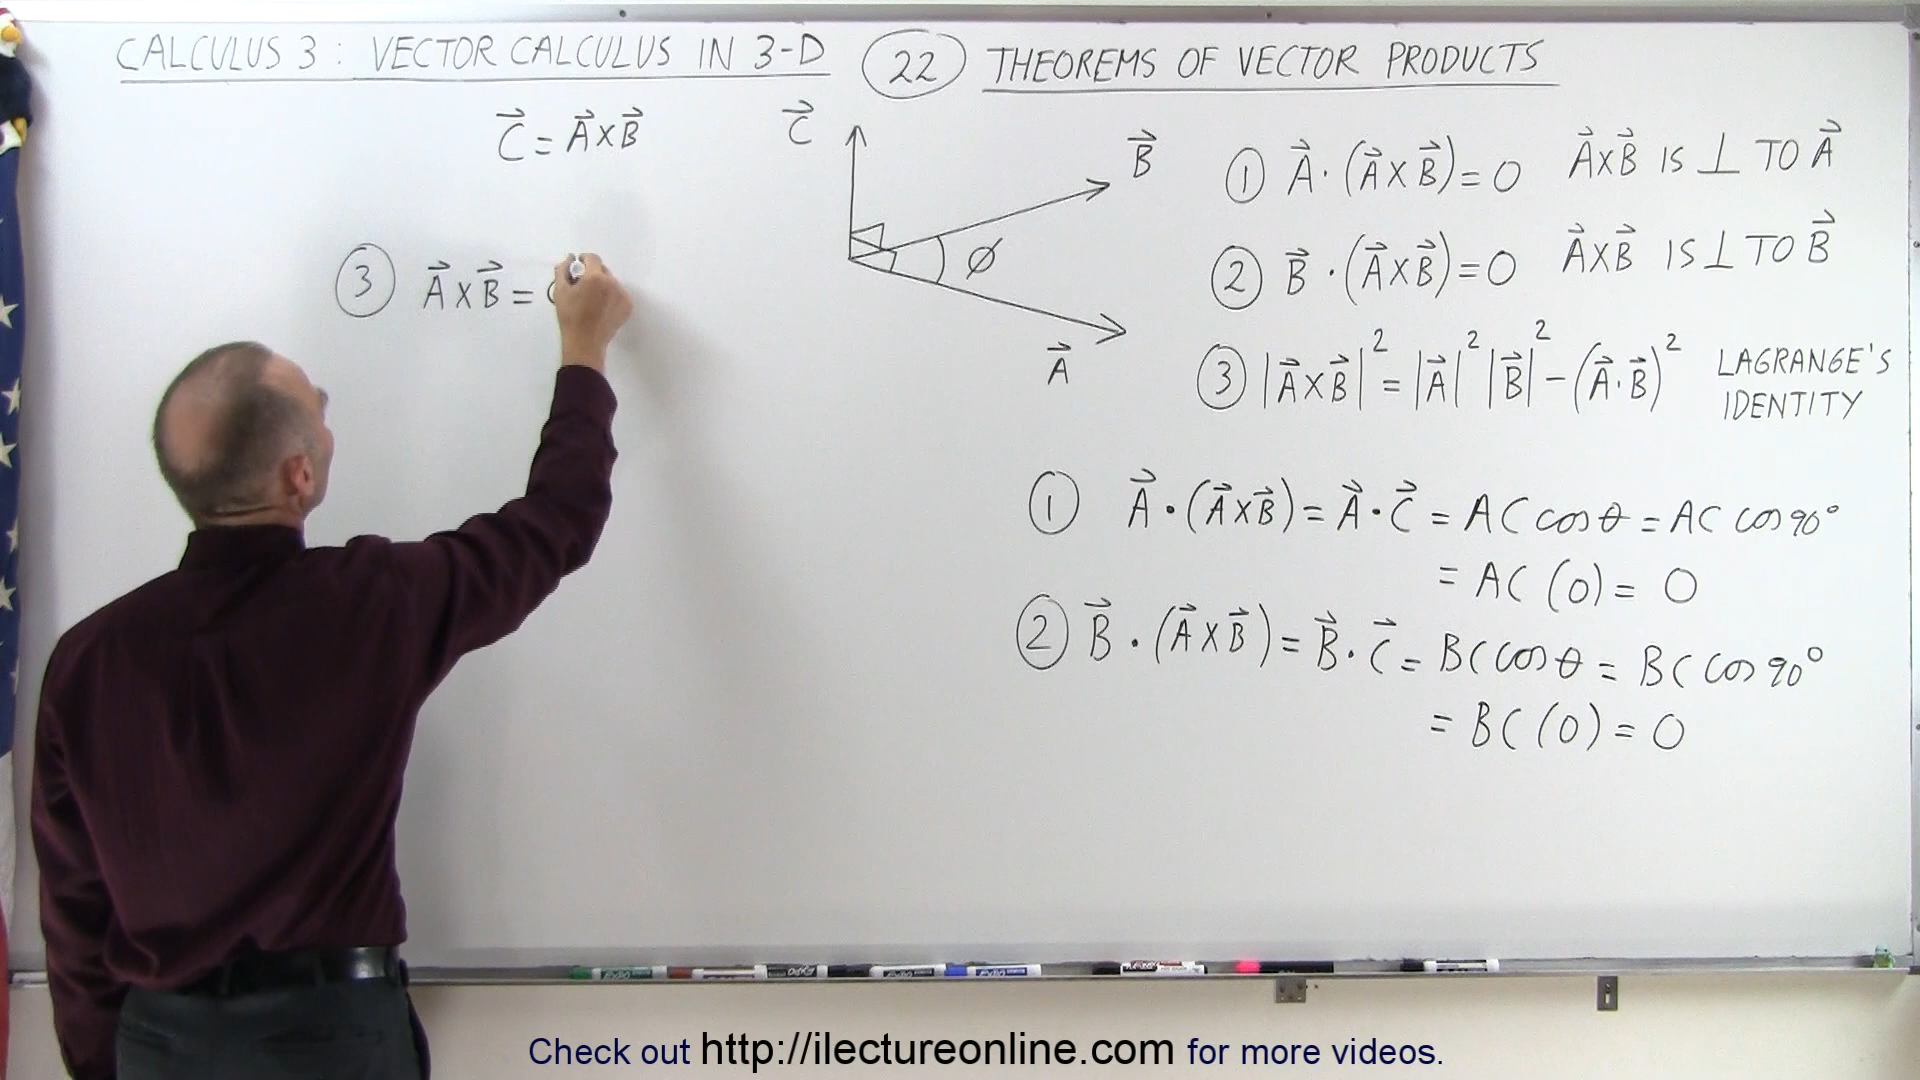 CALCULUS 3 : VECTOR CALCULUS IN 3-D 22 THEOREMS OF VECTOR PRODUCTS
C⃗ = A⃗ x B⃗
C⃗
B⃗
ø
A⃗
① A⃗ · (A⃗ x B⃗) = 0 A⃗ x B⃗ IS ⊥ TO A⃗
② B⃗ · (A⃗ x B⃗) = 0 A⃗ x B⃗ IS ⊥ TO B⃗
③ |A⃗ x B⃗|² = |A⃗|² |B⃗|² - (A⃗ · B⃗)² LAGRANGE'S
IDENTITY
③ A⃗ x B⃗ =
① A⃗ · (A⃗ x B⃗) = A⃗ · C⃗ = AC cos θ = AC cos 90°
= AC (0) = 0
② B⃗ · (A⃗ x B⃗) = B⃗ · C⃗ = BC cos θ = BC cos 90°
= BC (0) = 0
Check out http://ilectureonline.com for more videos.